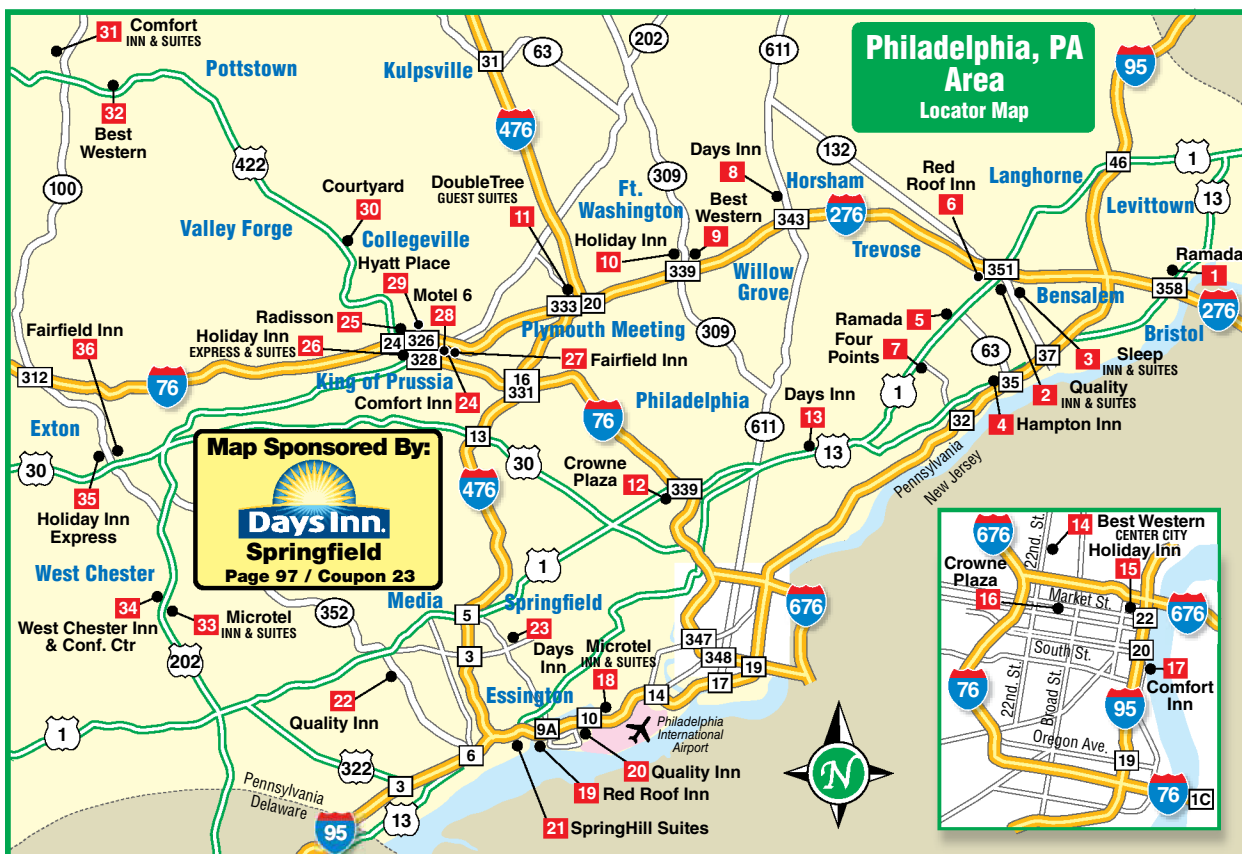 Philadelphia, PA
Area
Locator Map
31 Comfort
INN & SUITES
Pottstown
32
Best
Western
422
100
Courtyard
30
Valley Forge
Collegeville
Hyatt Place
29
Motel 6
28
Radisson
25
Holiday Inn
EXPRESS & SUITES
26
24
326
328
King of Prussia
Comfort Inn 24
27 Fairfield Inn
Fairfield Inn
36
312
76
Exton
30
35
Holiday Inn
Express
Kulpsville
31
63
202
611
476
DoubleTree
GUEST SUITES
11
Ft.
Washington
309
Days Inn
8
Best
Western
9
Holiday Inn
10
339
343
Horsham
276
132
Willow
Grove
Trevose
Red
Roof Inn
6
Langhorne
46
1
95
Levittown
13
Ramada
1
351
358
Bensalem
Bristol
276
333
20
Plymouth Meeting
309
Ramada
5
Four
Points
7
63
37
3 Sleep
INN & SUITES
2 Quality
INN & SUITES
35
4 Hampton Inn
1
32
16
331
76
Philadelphia
611
Days Inn
13
13
Pennsylvania
New Jersey
13
30
476
Crowne
Plaza
12
339
Map Sponsored By:
Days Inn.
Springfield
Page 97 / Coupon 23
West Chester
34
West Chester Inn
& Conf. Ctr
33 Microtel
INN & SUITES
202
352
Media
1
5
Springfield
23
Days
Inn
3
676
347
348
19
17
14
Microtel
INN & SUITES
18
Essington
10
9A
Philadelphia
International
Airport
22
Quality Inn
1
322
6
3
13
20 Quality Inn
19 Red Roof Inn
21 SpringHill Suites
Pennsylvania
Delaware
95
N
676
22nd. St.
14 Best Western
CENTER CITY
Holiday Inn
15
Crowne
Plaza
16
Market St.
22
676
South St.
20
17
Comfort
Inn
76
22nd. St.
Broad St.
95
Oregon Ave.
19
76
1C